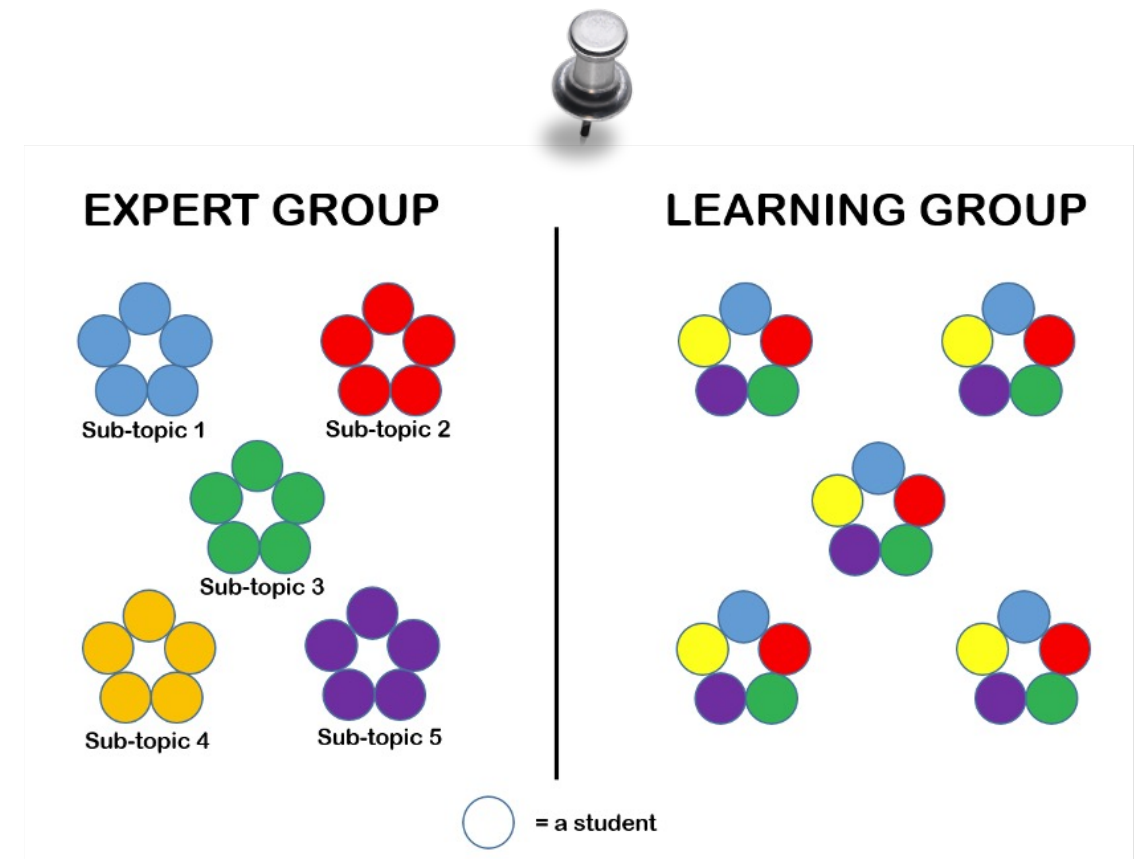 EXPERT GROUP
LEARNING GROUP
Sub-topic 1
Sub-topic 2
Sub-topic 3
Sub-topic 4
Sub-topic 5
= a student